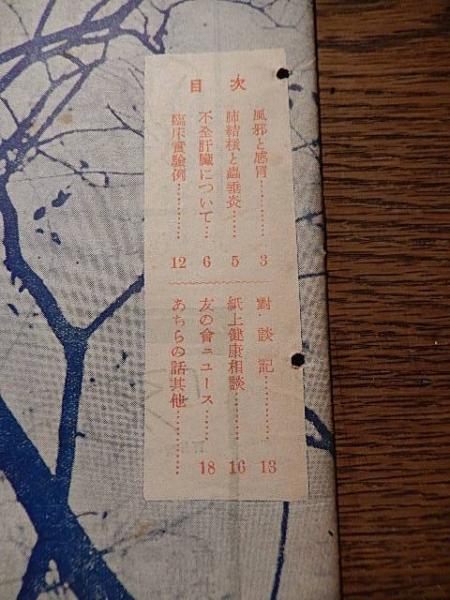 目次
風邪と感冒…………3
肺結核と蟲垂炎……5
不全肝臓について…6
臨床實驗例…………12
對談記…………13
紙上健康相談………16
友の會ニュース……18
あちらの話其他…………